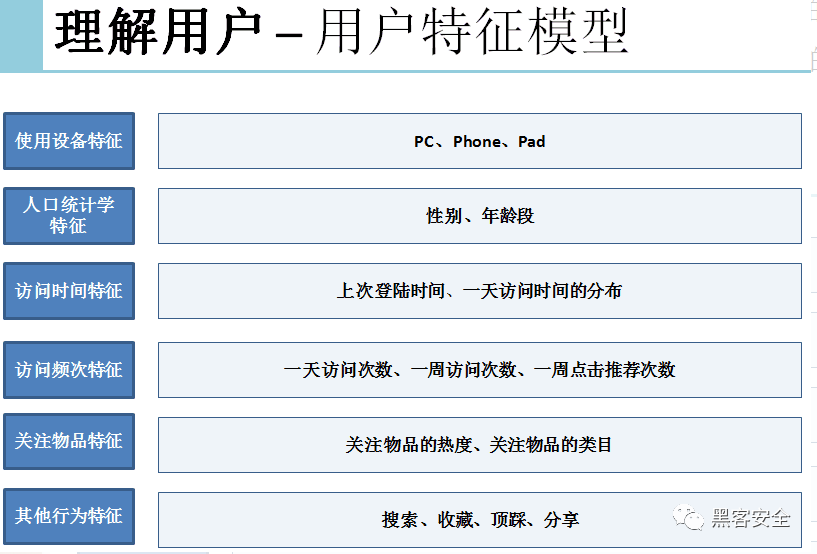 理解用户 – 用户特征模型
使用设备特征
PC、Phone、Pad
人口统计学
特征
性别、年龄段
访问时间特征
上次登陆时间、一天访问时间的分布
访问频次特征
一天访问次数、一周访问次数、一周点击推荐次数
关注物品特征
关注物品的热度、关注物品的类目
其他行为特征
搜索、收藏、顶踩、分享
黑客安全